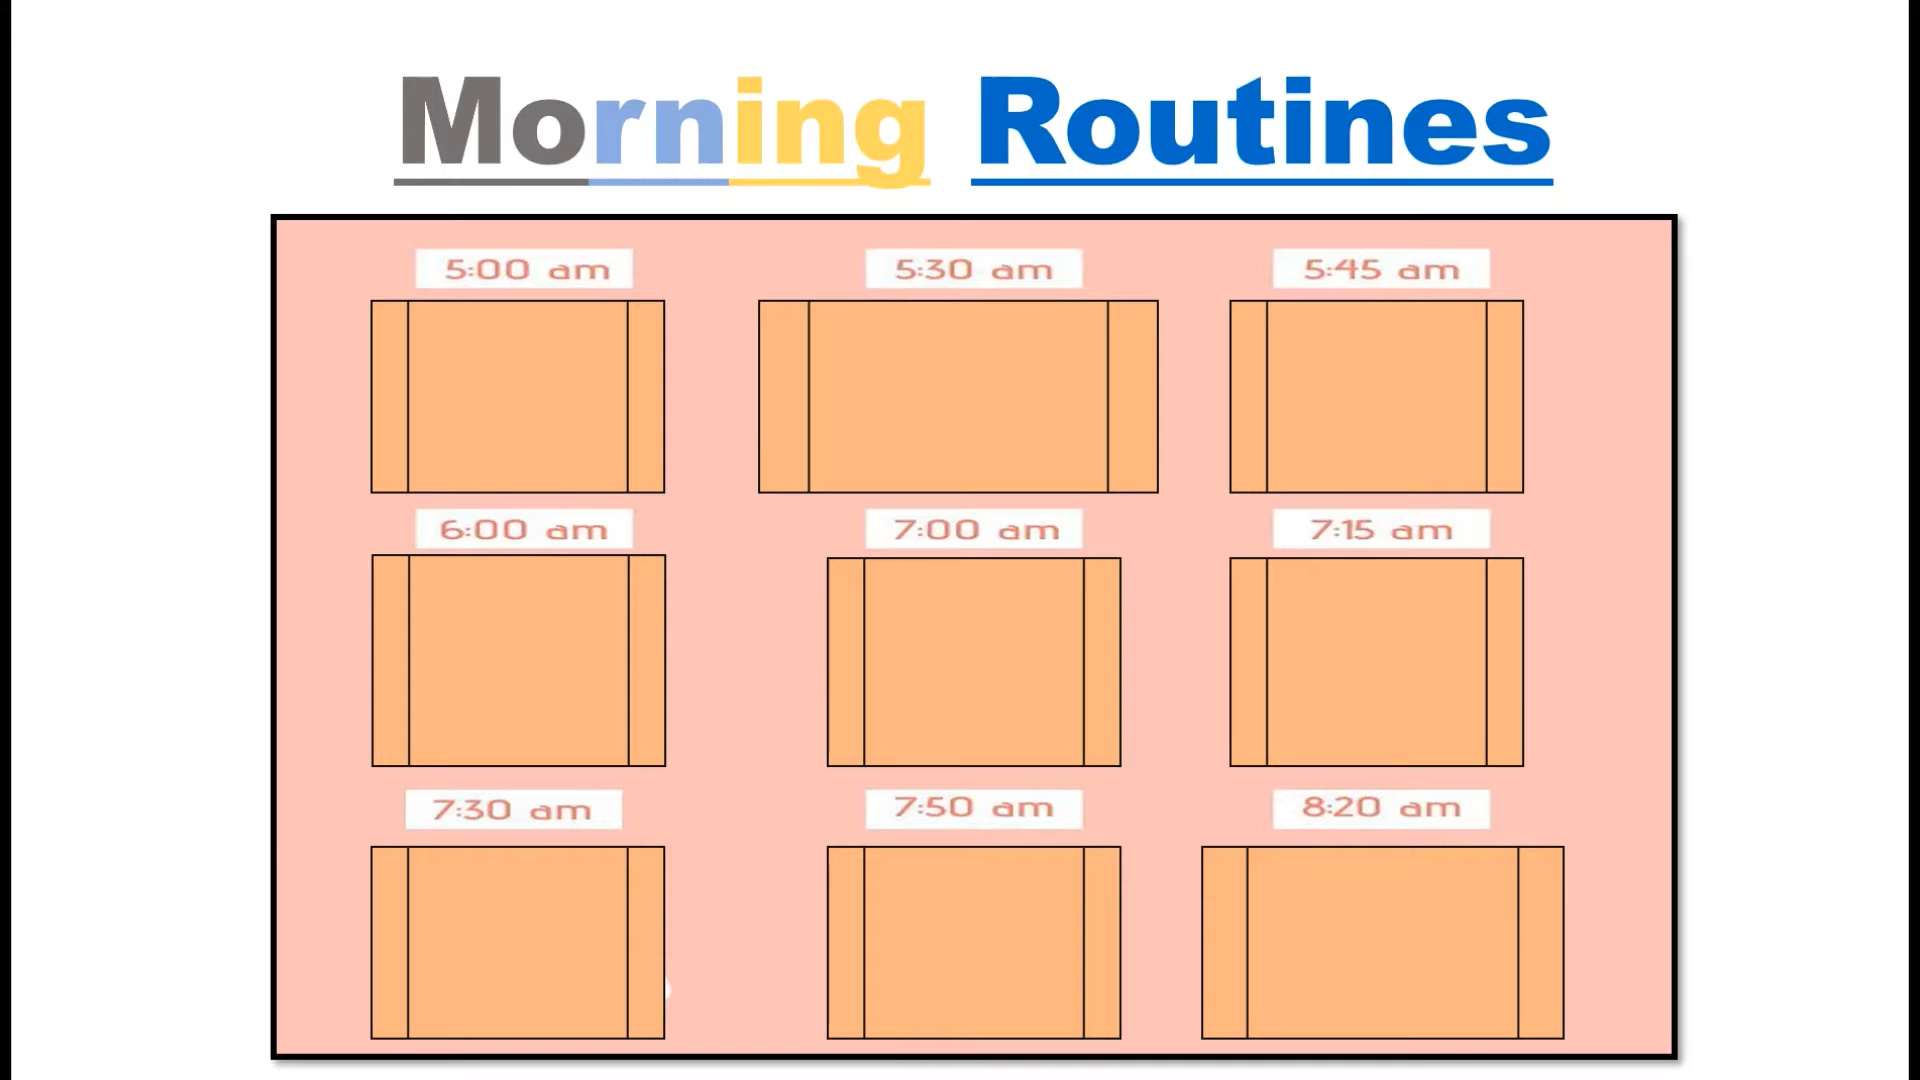 Morning Routines
5:00 am
5:30 am
5:45 am
6:00 am
7:00 am
7:15 am
7:30 am
7:50 am
8:20 am